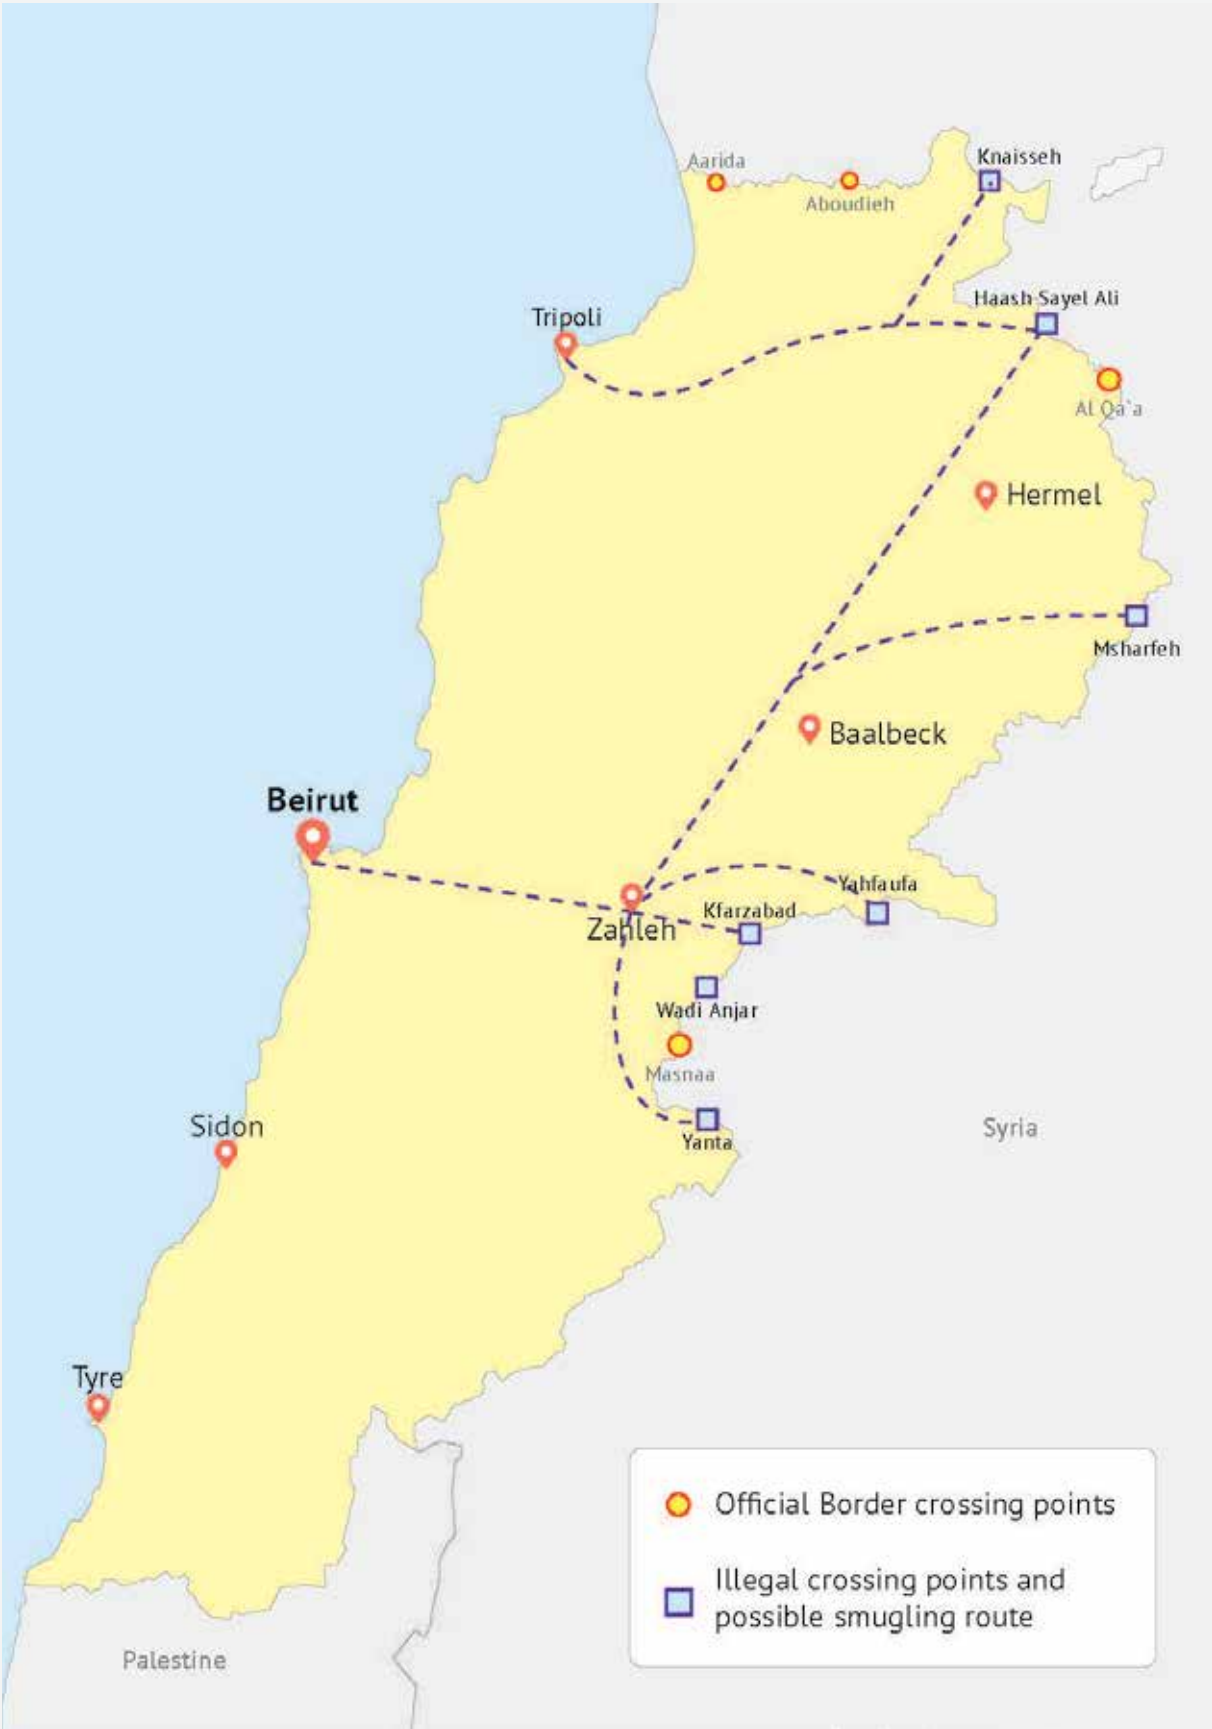 Knaisseh
Aarida
Aboudieh
Haash Sayel Ali
Tripoli
Al Qa`a
Hermel
Msharfeh
Baalbeck
Beirut
Yahfaufa
Kfarzabad
Zahleh
Wadi Anjar
Masnaa
Sidon
Syria
Yanta
Tyre
Official Border crossing points
Illegal crossing points and
possible smugling route
Palestine